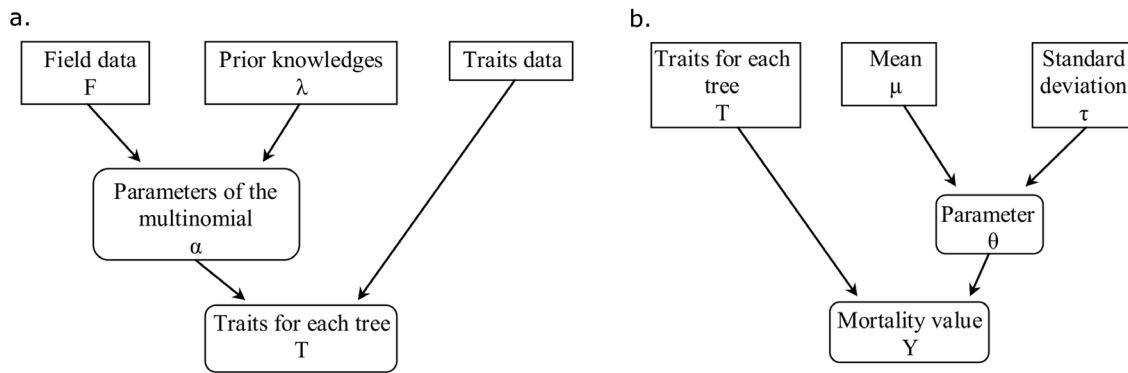 a.
Field data
F
Prior knowledges
λ
Traits data
Parameters of the
multinomial
α
Traits for each tree
T
b.
Traits for each
tree
T
Mean
μ
Standard
deviation
τ
Parameter
θ
Mortality value
Y